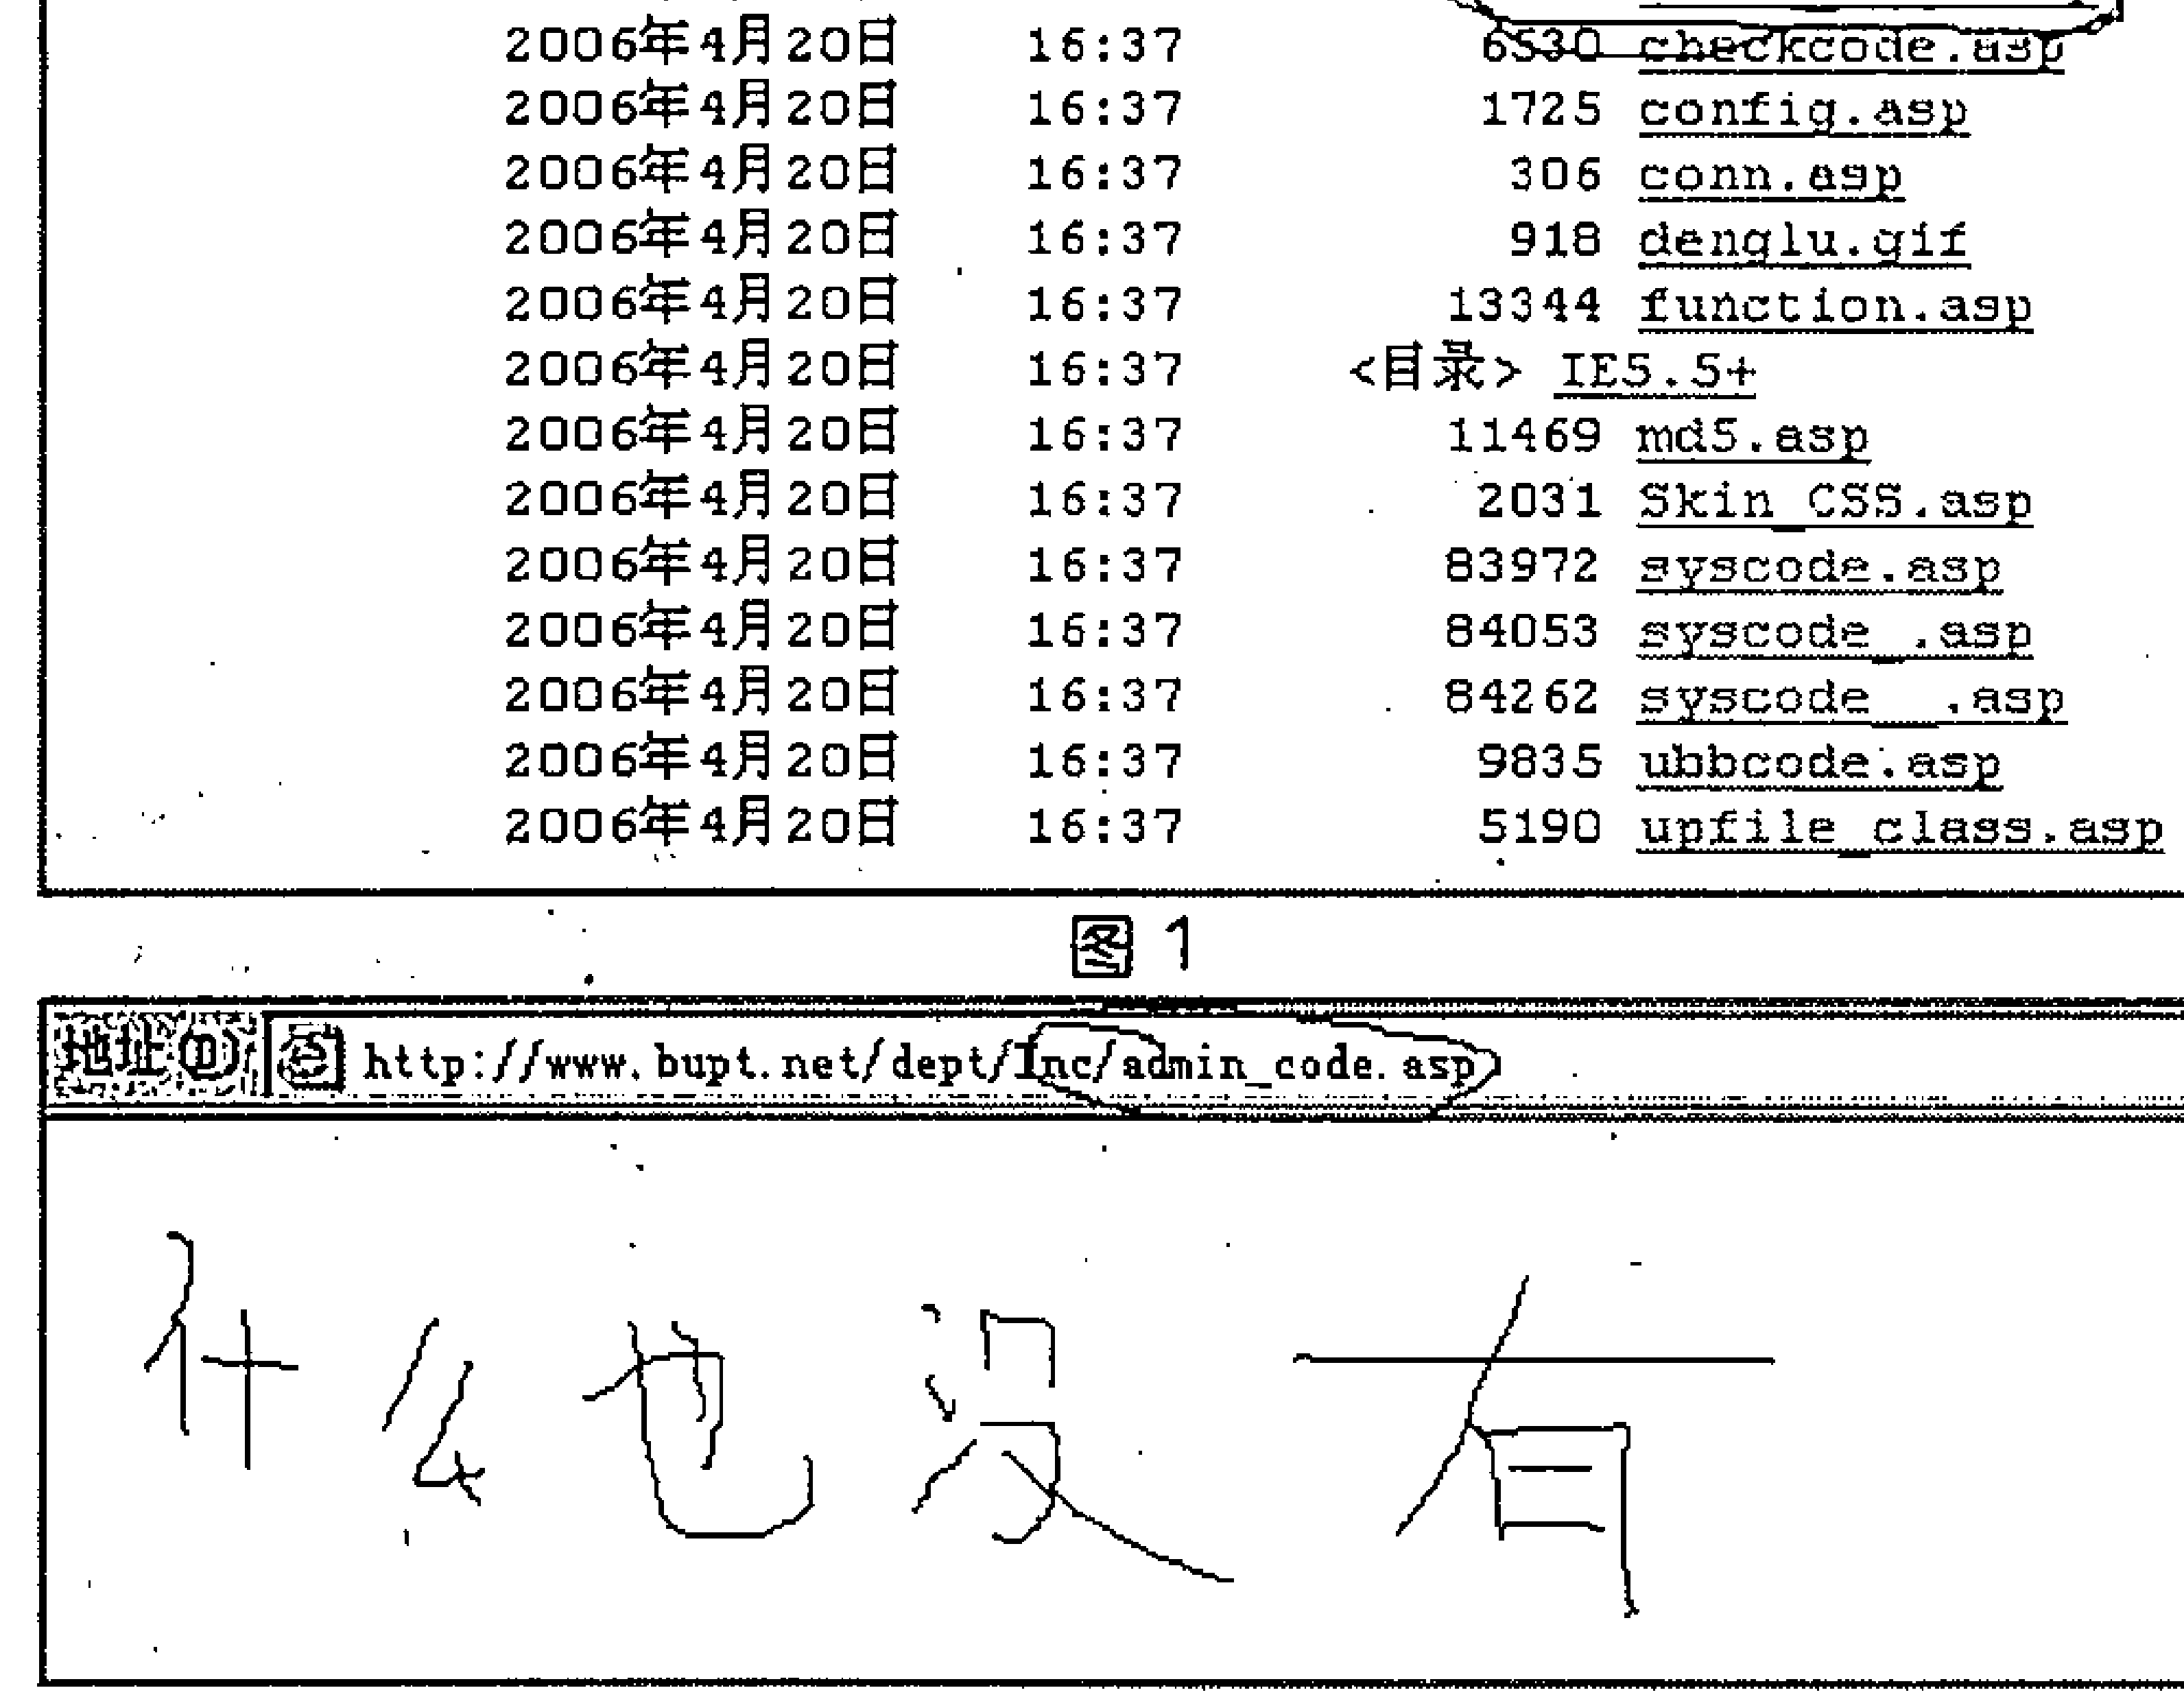 2006年4月20日 16:37 6530 checkcode.asp
2006年4月20日 16:37 1725 config.asp
2006年4月20日 16:37 306 conn.asp
2006年4月20日 16:37 918 denglu.gif
2006年4月20日 16:37 13344 function.asp
2006年4月20日 16:37 <目录> IE5.5+
2006年4月20日 16:37 11469 md5.asp
2006年4月20日 16:37 2031 Skin_CSS.asp
2006年4月20日 16:37 83972 syscode.asp
2006年4月20日 16:37 84053 syscode_.asp
2006年4月20日 16:37 84262 syscode__.asp
2006年4月20日 16:37 9835 ubbcode.asp
2006年4月20日 16:37 5190 upfile_class.asp
图 1
地址(D) http://www.bupt.net/dept/Inc/admin_code.asp
什么也没有